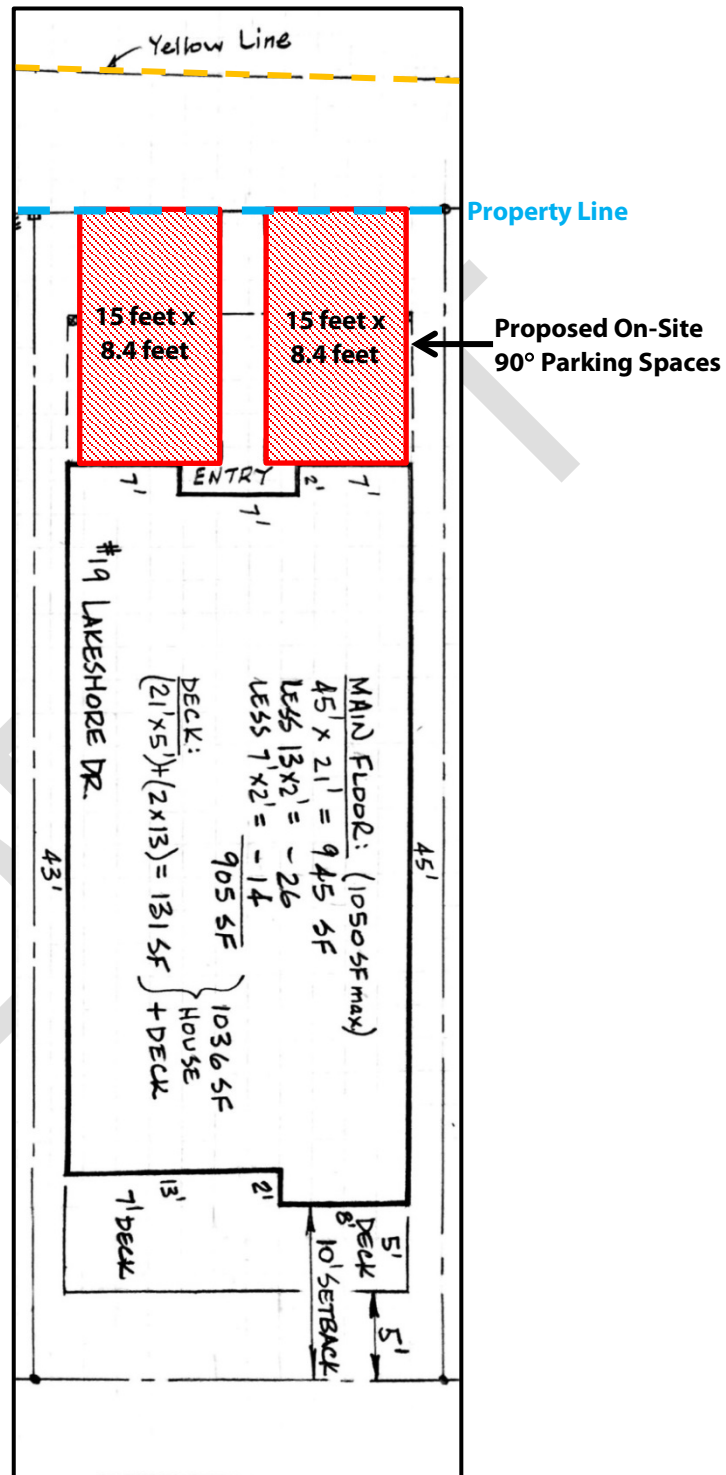 Yellow Line
Property Line
15 feet x
8.4 feet
15 feet x
8.4 feet
Proposed On-Site
90° Parking Spaces
7'
ENTRY
2'
7'
7'
#19 LAKESHORE DR.
MAIN FLOOR: (1050 SF max)
45' x 21' = 945 SF
LESS 13x2' = - 26
LESS 7'x2' = - 14
905 SF
DECK:
(21'x5')+(2x13) = 131 SF
1036 SF
HOUSE
+ DECK
45'
43'
13'
2'
8'
7' DECK
5'
DECK
10' SETBACK
5'